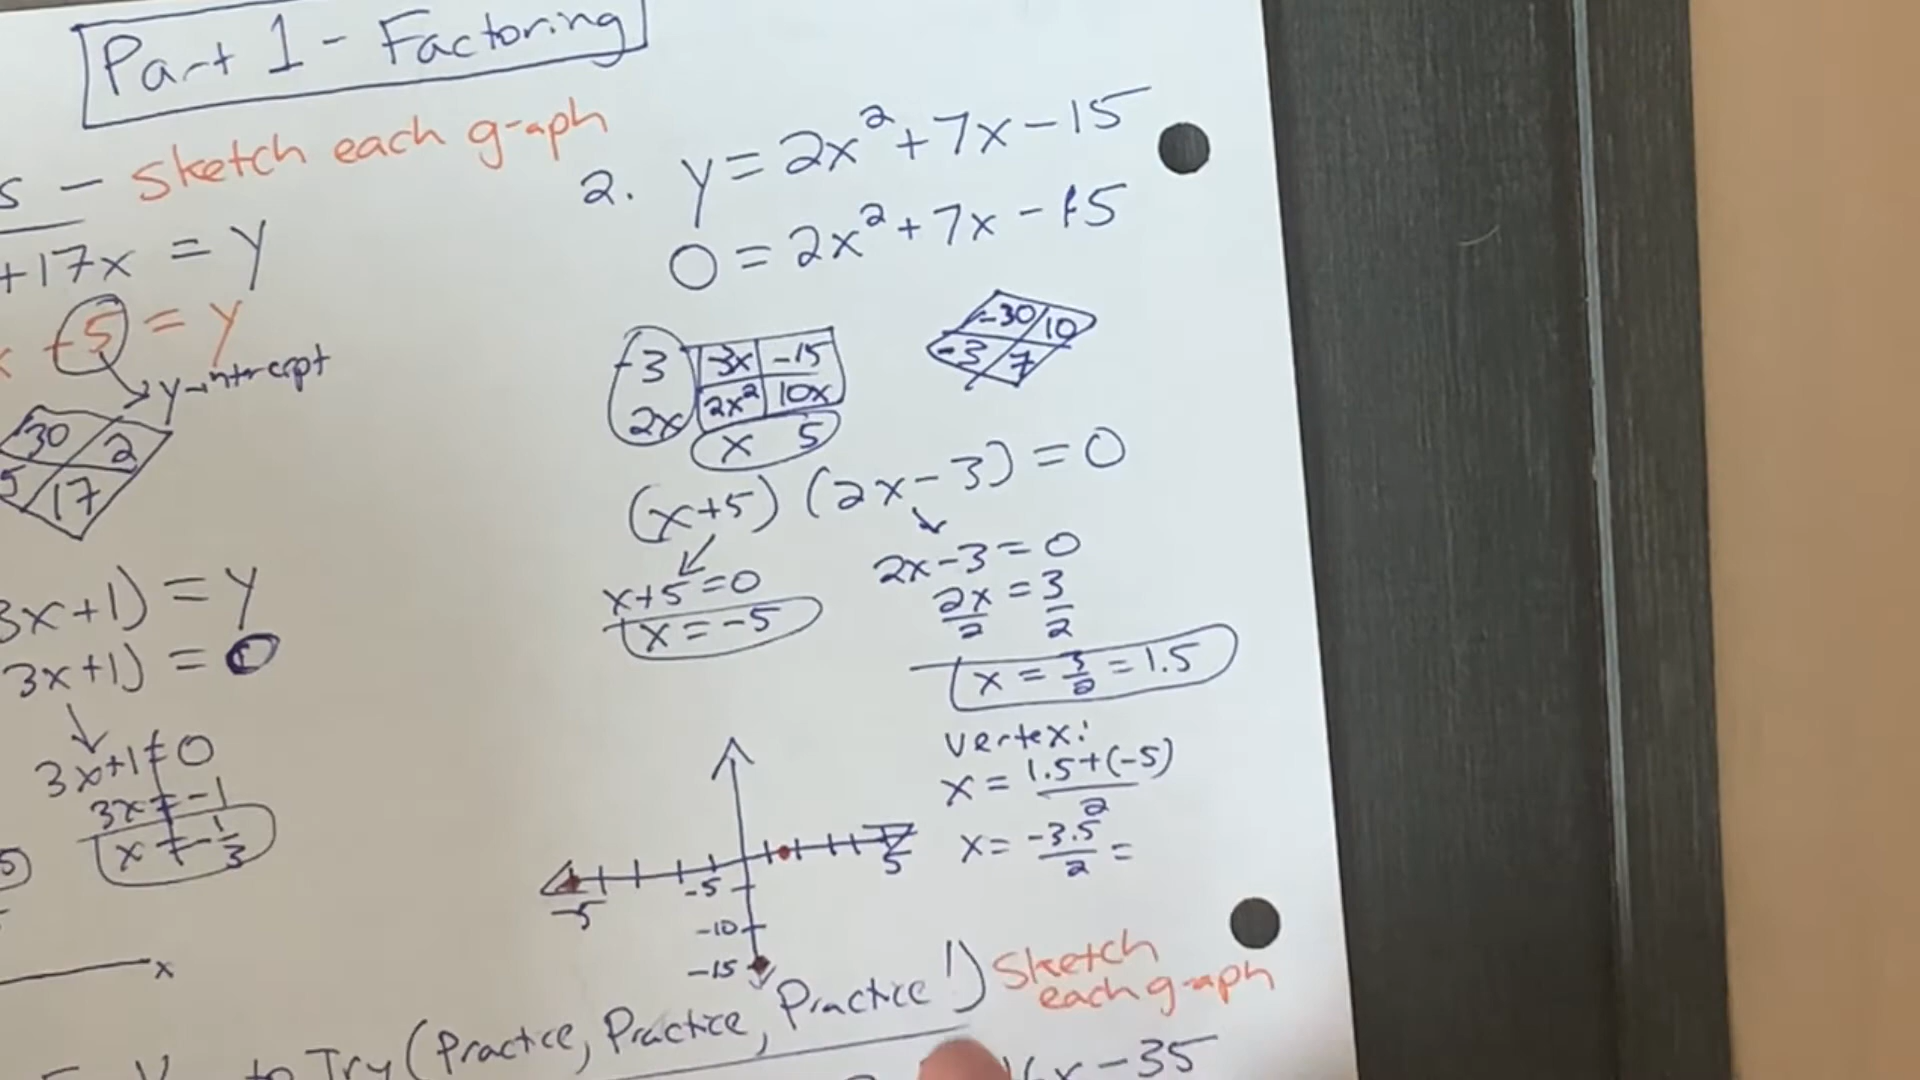 Part 1 - Factoring
s - sketch each graph
+17x = y
5 = y
y-intercept
30 2
5 17
3x+1) = y
3x+1) = 0
3x+1=0
3x=-1
x=-1/3
x
2. y = 2x²+7x-15
0 = 2x²+7x-15
-3 -3x -15
2x 2x² 10x
x 5
-30 10
-3 7
(x+5) (2x-3) = 0
x+5=0
x=-5
2x-3=0
2x/2 = 3/2
x = 3/2 = 1.5
vertex:
x = 1.5+(-5)/2
x = -3.5/2 =
-5 5
-5
-10
-15
to Try (Practice, Practice, Practice!) Sketch
each graph
6x-35